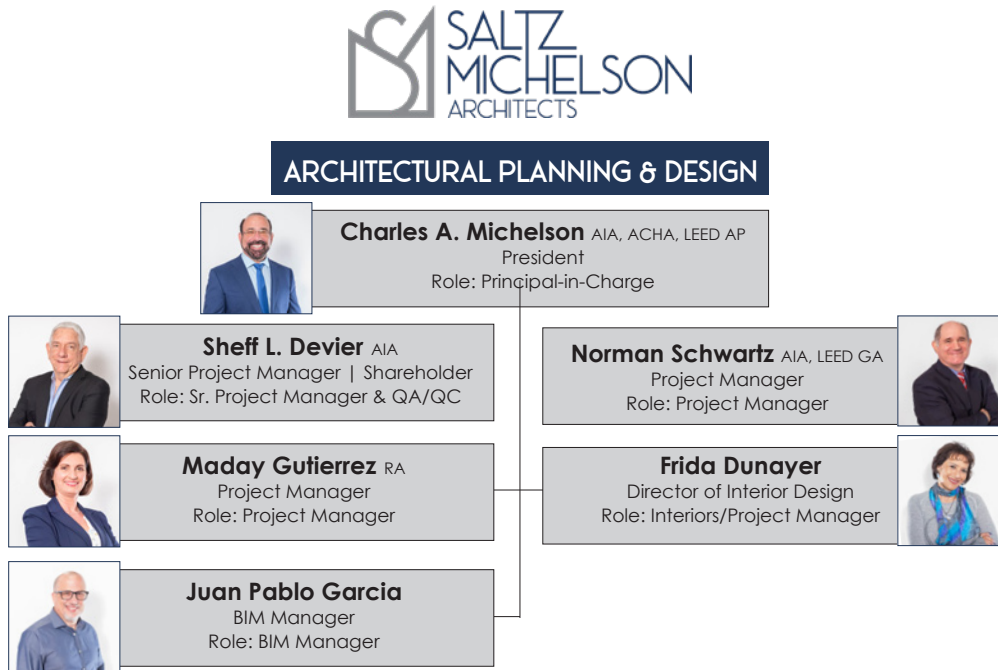 SALTZ
MICHELSON
ARCHITECTS
ARCHITECTURAL PLANNING & DESIGN
Charles A. Michelson AIA, ACHA, LEED AP
President
Role: Principal-in-Charge
Sheff L. Devier AIA
Senior Project Manager | Shareholder
Role: Sr. Project Manager & QA/QC
Norman Schwartz AIA, LEED GA
Project Manager
Role: Project Manager
Maday Gutierrez RA
Project Manager
Role: Project Manager
Frida Dunayer
Director of Interior Design
Role: Interiors/Project Manager
Juan Pablo Garcia
BIM Manager
Role: BIM Manager